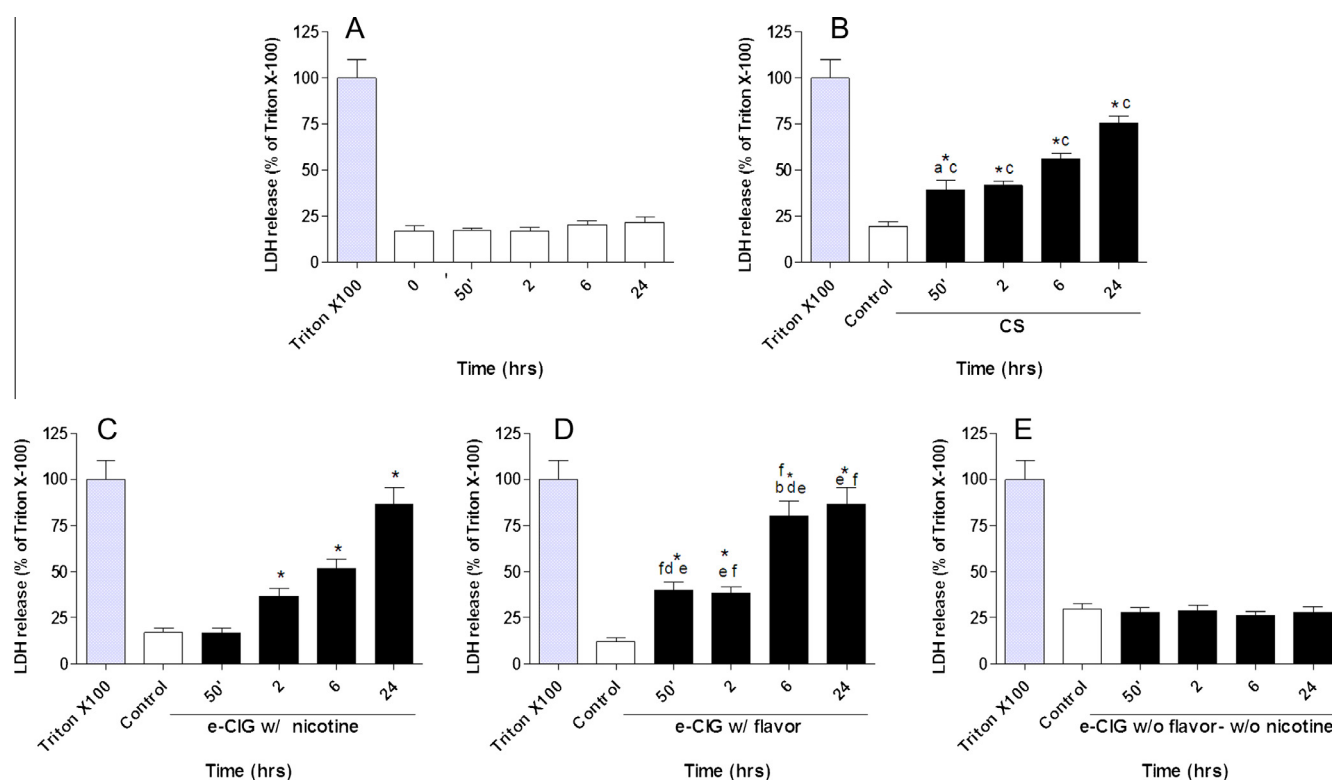 A
LDH release (% of Triton X-100)
125
100
75
50
25
0
Triton X100
0
' 50'
2
6
24
Time (hrs)
B
LDH release (% of Triton X-100)
125
100
75
50
25
0
*
a c
*c
*c
*c
Triton X100
Control
50'
2
6
24
CS
Time (hrs)
C
LDH release (% of Triton X-100)
125
100
75
50
25
0
*
*
*
Triton X100
Control
50'
2
6
24
e-CIG w/ nicotine
Time (hrs)
D
LDH release (% of Triton X-100)
125
100
75
50
25
0
*
fd e
*
e f
f *
b d e
*
e f
Triton X100
Control
50'
2
6
24
e-CIG w/ flavor
Time (hrs)
E
LDH release (% of Triton X-100)
125
100
75
50
25
0
Triton X100
Control
50'
2
6
24
e-CIG w/o flavor- w/o nicotine
Time (hrs)